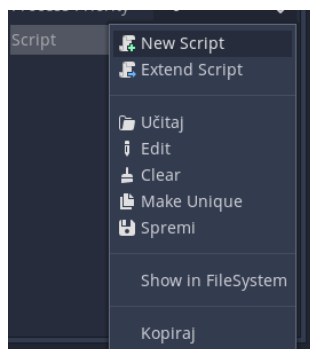 Script
New Script
Extend Script
Učitaj
Edit
Clear
Make Unique
Spremi
Show in FileSystem
Kopiraj